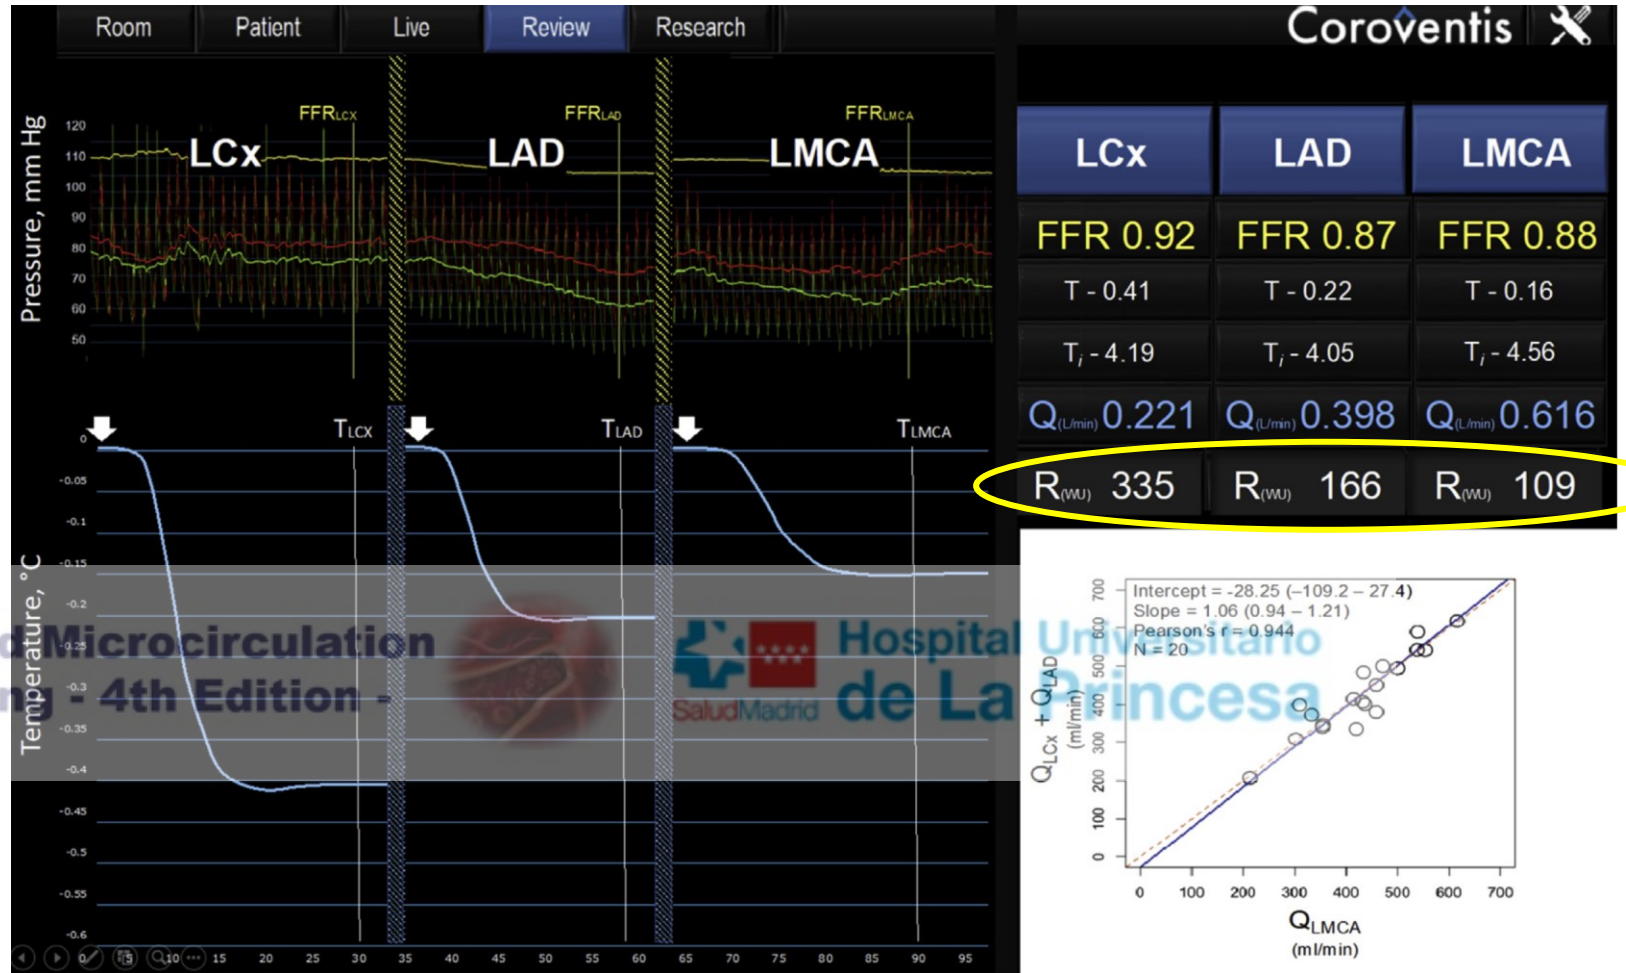 Room Patient Live Review Research
Coroventis
Pressure, mm Hg
120
110
100
90
80
70
60
50
FFRLCX
FFRLAD
FFRLMCA
LCx LAD LMCA
LCx LAD LMCA
FFR 0.92 FFR 0.87 FFR 0.88
T - 0.41 T - 0.22 T - 0.16
Ti - 4.19 Ti - 4.05 Ti - 4.56
Q(L/min) 0.221 Q(L/min) 0.398 Q(L/min) 0.616
R(WU) 335 R(WU) 166 R(WU) 109
TLCX TLAD TLMCA
Temperature, °C
0
-0.05
-0.1
-0.15
-0.2
-0.25
-0.3
-0.35
-0.4
-0.45
-0.5
-0.55
-0.6
0 5 10 15 20 25 30 35 40 45 50 55 60 65 70 75 80 85 90 95
d Microcirculation
ng - 4th Edition -
SaludMadrid
Hospital Universitario
de La Princesa
Intercept = -28.25 (–109.2 – 27.4)
Slope = 1.06 (0.94 – 1.21)
Pearson's r = 0.944
N = 20
QLCx + QLAD
(ml/min)
700
600
500
400
300
200
100
0
0 100 200 300 400 500 600 700
QLMCA
(ml/min)